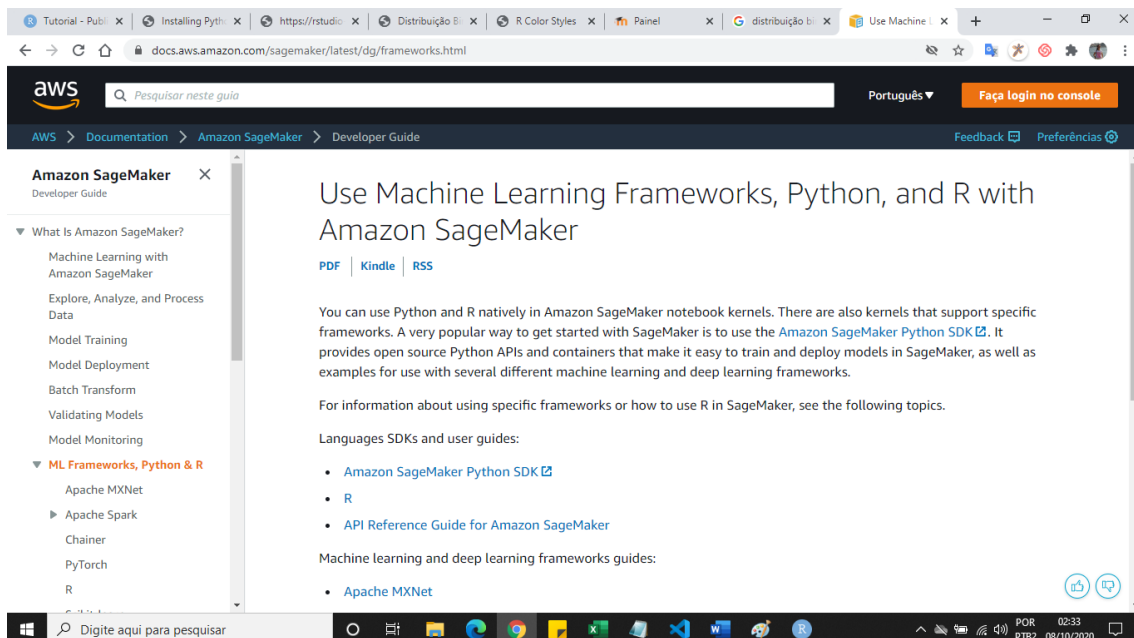 Tutorial - Publi
Installing Pytho
https://rstudio
Distribuição Bi
R Color Styles
Painel
distribuição bi
Use Machine L
docs.aws.amazon.com/sagemaker/latest/dg/frameworks.html
aws
Pesquisar neste guia
Português
Faça login no console
AWS > Documentation > Amazon SageMaker > Developer Guide
Feedback
Preferências
Amazon SageMaker
Developer Guide
What Is Amazon SageMaker?
Machine Learning with
Amazon SageMaker
Explore, Analyze, and Process
Data
Model Training
Model Deployment
Batch Transform
Validating Models
Model Monitoring
ML Frameworks, Python & R
Apache MXNet
Apache Spark
Chainer
PyTorch
R
Use Machine Learning Frameworks, Python, and R with
Amazon SageMaker
PDF | Kindle | RSS
You can use Python and R natively in Amazon SageMaker notebook kernels. There are also kernels that support specific
frameworks. A very popular way to get started with SageMaker is to use the Amazon SageMaker Python SDK. It
provides open source Python APIs and containers that make it easy to train and deploy models in SageMaker, as well as
examples for use with several different machine learning and deep learning frameworks.
For information about using specific frameworks or how to use R in SageMaker, see the following topics.
Languages SDKs and user guides:
• Amazon SageMaker Python SDK
• R
• API Reference Guide for Amazon SageMaker
Machine learning and deep learning frameworks guides:
• Apache MXNet
Digite aqui para pesquisar
POR
PTB2
02:33
08/10/2020